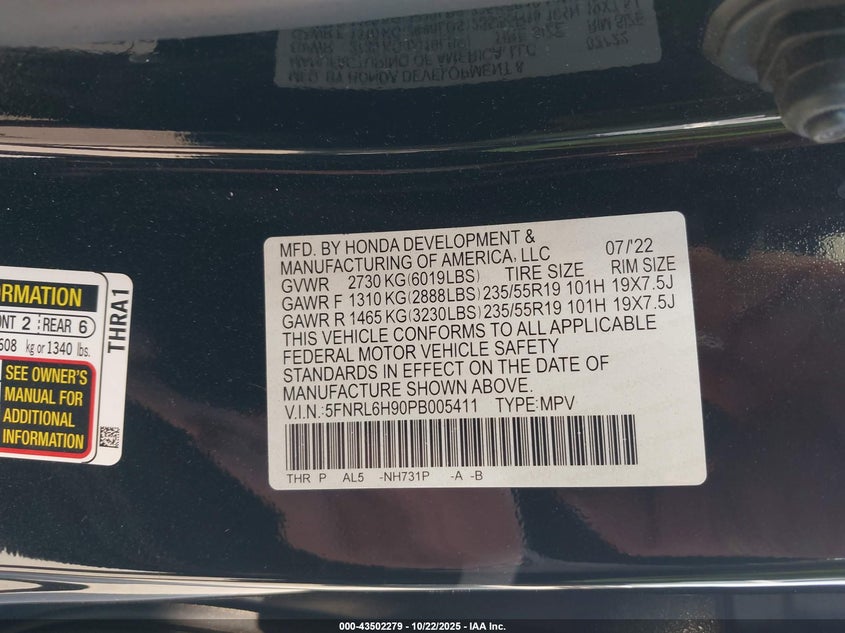 MFD. BY HONDA DEVELOPMENT &
MANUFACTURING OF AMERICA, LLC 07/'22
GVWR 2730 KG(6019LBS) TIRE SIZE RIM SIZE
GAWR F 1310 KG(2888LBS) 235/55R19 101H 19X7.5J
GAWR R 1465 KG(3230LBS) 235/55R19 101H 19X7.5J
THIS VEHICLE CONFORMS TO ALL APPLICABLE
FEDERAL MOTOR VEHICLE SAFETY
STANDARDS IN EFFECT ON THE DATE OF
MANUFACTURE SHOWN ABOVE.
V.I.N.:5FNRL6H90PB005411 TYPE:MPV
THR P AL5 -NH731P -A -B
ORMATION
ONT 2 REAR 6
608 kg or 1340 lbs.
SEE OWNER'S
MANUAL FOR
ADDITIONAL
INFORMATION
THRA1
000-43502279 - 10/22/2025 - IAA Inc.